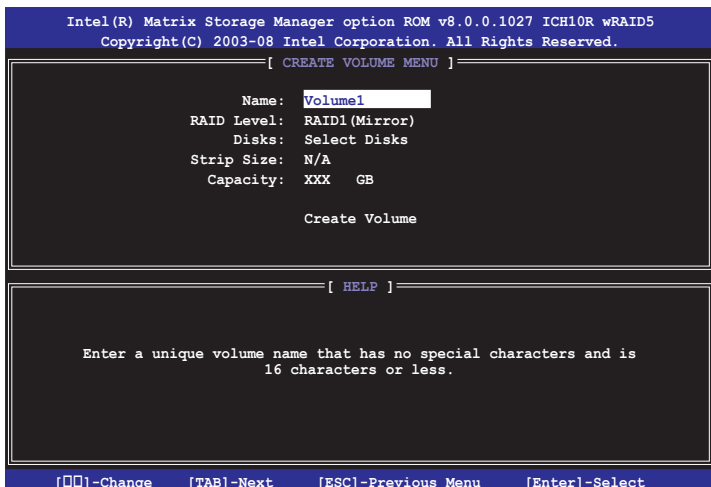 Intel(R) Matrix Storage Manager option ROM v8.0.0.1027 ICH10R wRAID5
Copyright(C) 2003-08 Intel Corporation. All Rights Reserved.
[ CREATE VOLUME MENU ]
Name: Volume1
RAID Level: RAID1(Mirror)
Disks: Select Disks
Strip Size: N/A
Capacity: XXX GB
Create Volume
[ HELP ]
Enter a unique volume name that has no special characters and is
16 characters or less.
[▯▯]-Change [TAB]-Next [ESC]-Previous Menu [Enter]-Select